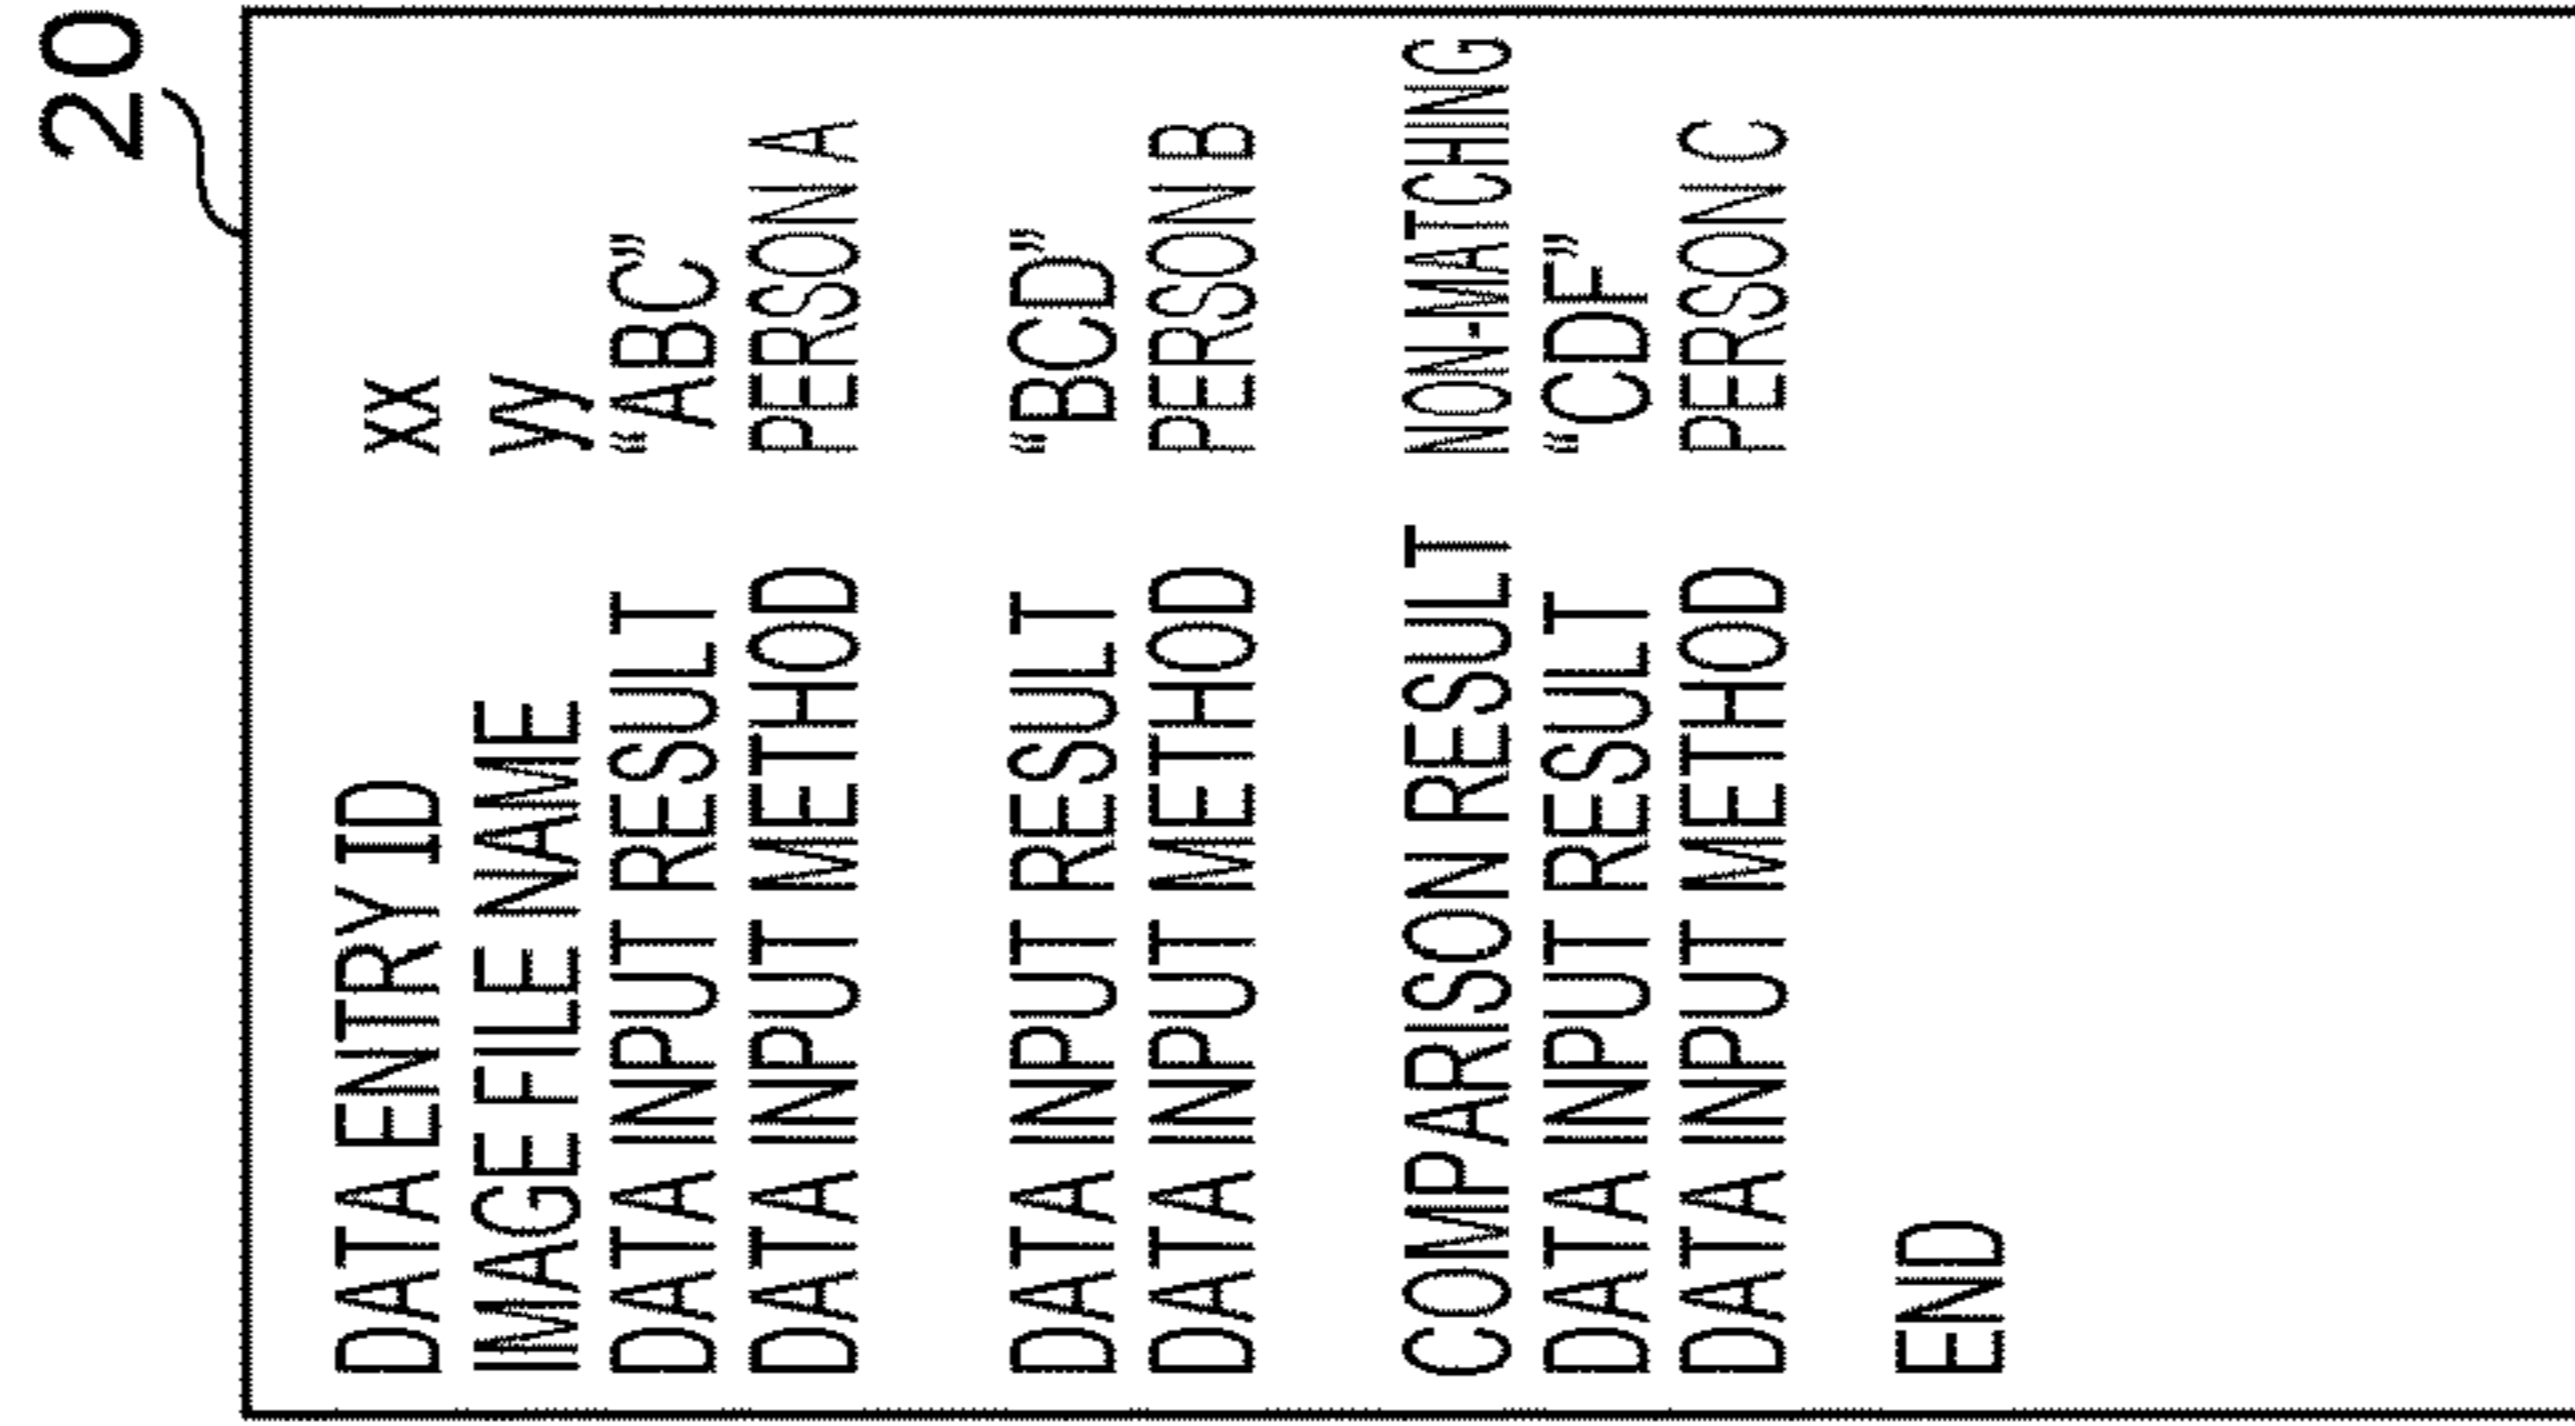 20
DATA ENTRY ID xx
IMAGE FILE NAME yy
DATA INPUT RESULT “ABC”
DATA INPUT METHOD PERSON A
DATA INPUT RESULT “BCD”
DATA INPUT METHOD PERSON B
COMPARISON RESULT NON-MATCHING
DATA INPUT RESULT “CDF”
DATA INPUT METHOD PERSON C
END